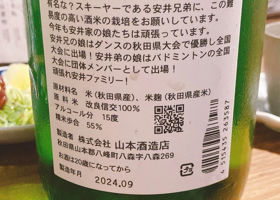 有名な？スキーヤーである安井兄弟に、この難
易度の高い酒米の栽培をお願いしています。
今年も安井家の娘たちは頑張っています。
安井兄の娘はダンスの秋田県大会で優勝し全国
大会に出場！安井弟の娘はバドミントンの全国
大会に団体メンバーとして出場！
頑張れ安井ファミリー！
原材料 米（秋田県産）、米麹（秋田県産米）
原料米 改良信交100%
アルコール分 15度
精米歩合 55%
製造者 株式会社 山本酒造店
秋田県山本郡八峰町八森字八森269
お酒は20歳になってから
製造年月 2024.09
4 515435 263587